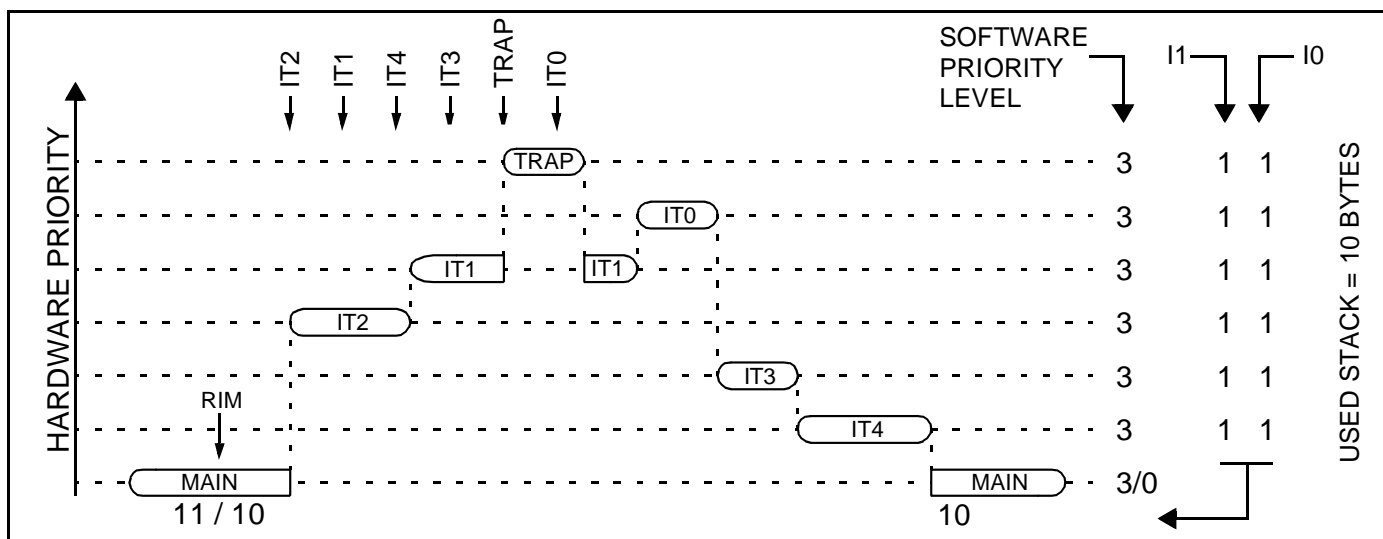 IT2
IT1
IT4
IT3
TRAP
IT0
SOFTWARE
PRIORITY
LEVEL
I1
I0
HARDWARE PRIORITY
TRAP
3 1 1
IT0
3 1 1
IT1
IT1
3 1 1
IT2
3 1 1
IT3
3 1 1
RIM
IT4
3 1 1
MAIN
MAIN
3/0
11 / 10
10
USED STACK = 10 BYTES